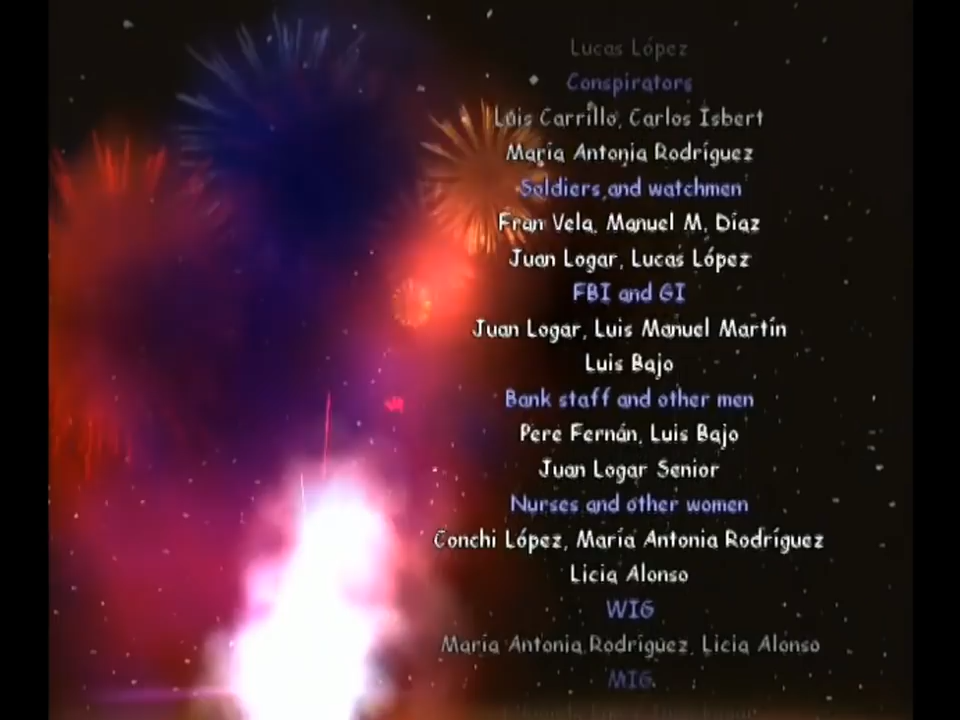 Lucas López
Conspirators
Luis Carrillo, Carlos Isbert
María Antonia Rodríguez
Soldiers and watchmen
Fran Vela, Manuel M. Díaz
Juan Logar, Lucas López
FBI and GI
Juan Logar, Luis Manuel Martín
Luis Bajo
Bank staff and other men
Pere Fernán, Luis Bajo
Juan Logar Senior
Nurses and other women
Conchi López, María Antonia Rodríguez
Licia Alonso
WIG
María Antonia Rodríguez, Licia Alonso
MIG